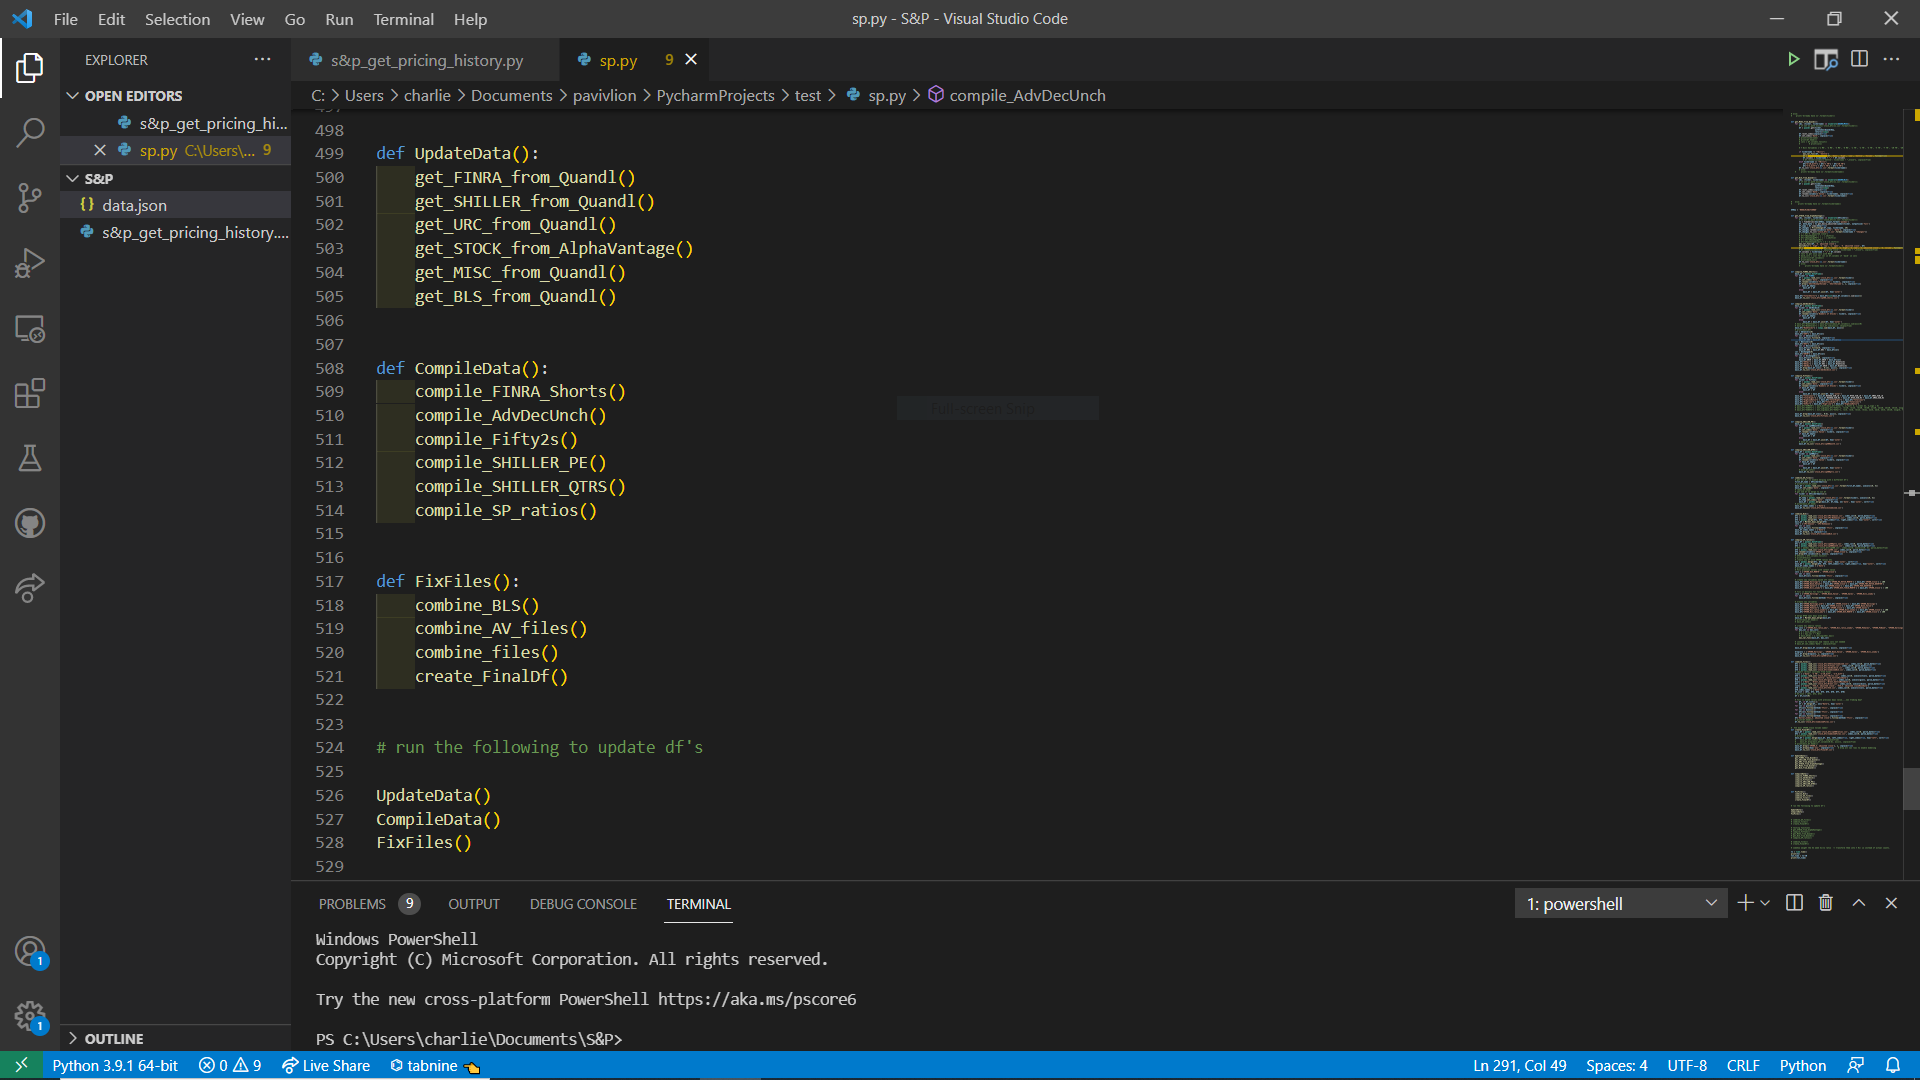 File Edit Selection View Go Run Terminal Help
sp.py - S&P - Visual Studio Code
EXPLORER
OPEN EDITORS
s&p_get_pricing_hi...
sp.py C:\Users\... 9
S&P
{} data.json
s&p_get_pricing_history....
OUTLINE
s&p_get_pricing_history.py
sp.py 9
C: > Users > charlie > Documents > pavivlion > PycharmProjects > test > sp.py > compile_AdvDecUnch
498
499 def UpdateData():
500 get_FINRA_from_Quandl()
501 get_SHILLER_from_Quandl()
502 get_URC_from_Quandl()
503 get_STOCK_from_AlphaVantage()
504 get_MISC_from_Quandl()
505 get_BLS_from_Quandl()
506
507
508 def CompileData():
509 compile_FINRA_Shorts()
510 compile_AdvDecUnch()
511 compile_Fifty2s()
512 compile_SHILLER_PE()
513 compile_SHILLER_QTRS()
514 compile_SP_ratios()
515
516
517 def FixFiles():
518 combine_BLS()
519 combine_AV_files()
520 combine_files()
521 create_FinalDf()
522
523
524 # run the following to update df's
525
526 UpdateData()
527 CompileData()
528 FixFiles()
529
Full-screen Snip
PROBLEMS 9 OUTPUT DEBUG CONSOLE TERMINAL
1: powershell
Windows PowerShell
Copyright (C) Microsoft Corporation. All rights reserved.
Try the new cross-platform PowerShell https://aka.ms/pscore6
PS C:\Users\charlie\Documents\S&P>
1
1
Python 3.9.1 64-bit 0 9 Live Share tabnine
Ln 291, Col 49 Spaces: 4 UTF-8 CRLF Python